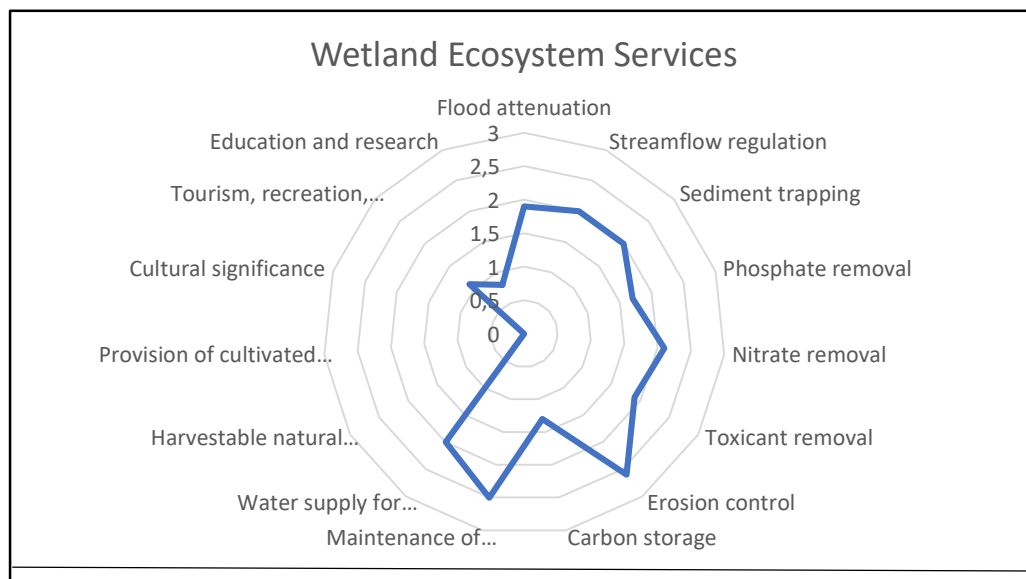 Wetland Ecosystem Services
Flood attenuation
Streamflow regulation
Sediment trapping
Phosphate removal
Nitrate removal
Toxicant removal
Erosion control
Carbon storage
Maintenance of...
Water supply for...
Harvestable natural...
Provision of cultivated...
Cultural significance
Tourism, recreation,...
Education and research
3
2,5
2
1,5
1
0,5
0